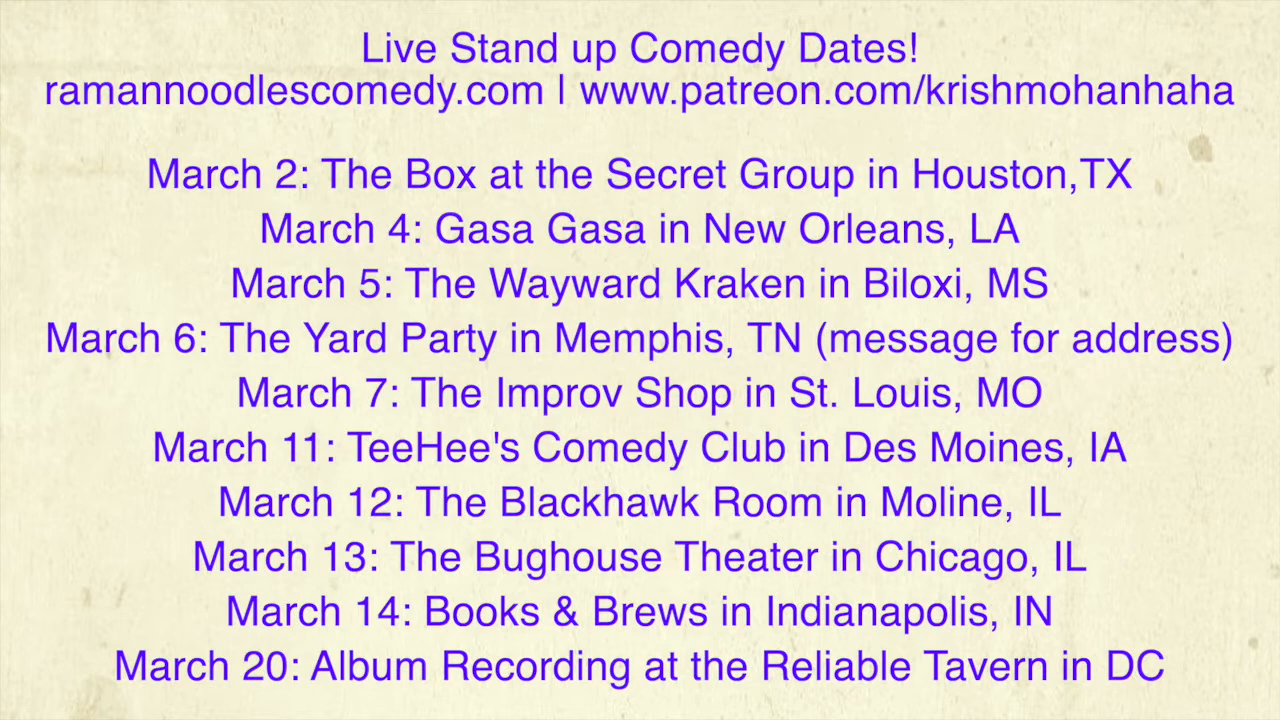 Live Stand up Comedy Dates!
ramannoodlescomedy.com | www.patreon.com/krishmohanhaha
March 2: The Box at the Secret Group in Houston,TX
March 4: Gasa Gasa in New Orleans, LA
March 5: The Wayward Kraken in Biloxi, MS
March 6: The Yard Party in Memphis, TN (message for address)
March 7: The Improv Shop in St. Louis, MO
March 11: TeeHee's Comedy Club in Des Moines, IA
March 12: The Blackhawk Room in Moline, IL
March 13: The Bughouse Theater in Chicago, IL
March 14: Books & Brews in Indianapolis, IN
March 20: Album Recording at the Reliable Tavern in DC